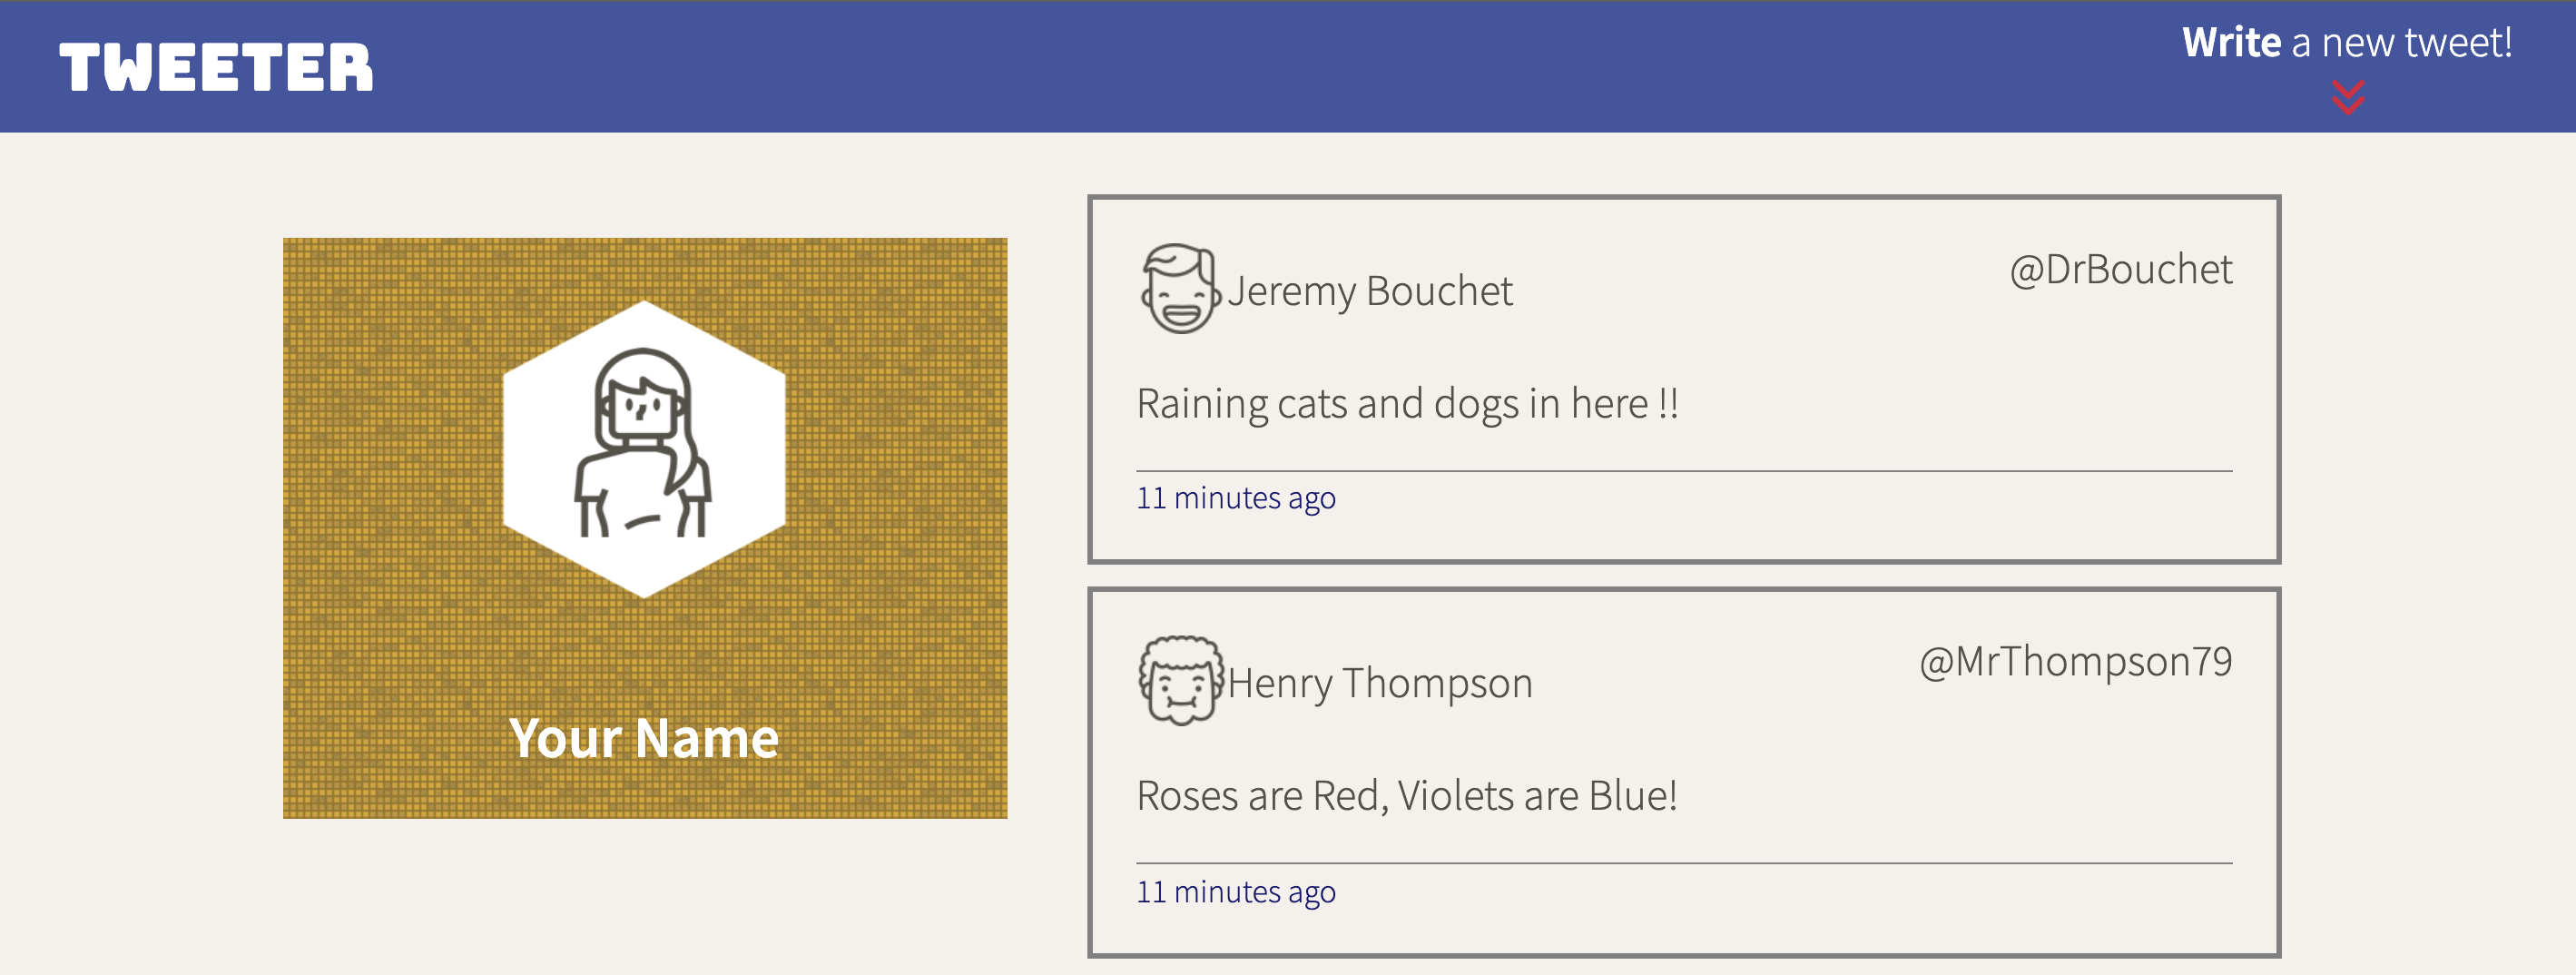 TWEETER
Write a new tweet!
Your Name
Jeremy Bouchet
@DrBouchet
Raining cats and dogs in here !!
11 minutes ago
Henry Thompson
@MrThompson79
Roses are Red, Violets are Blue!
11 minutes ago